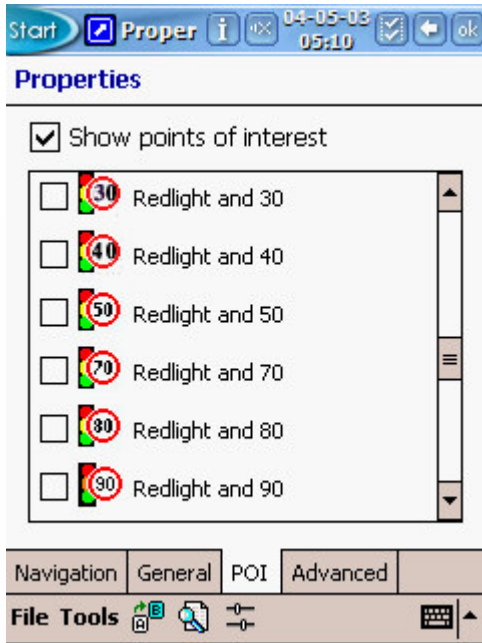 Start Proper 04-05-03 05:10 ok
Properties
Show points of interest
30 Redlight and 30
40 Redlight and 40
50 Redlight and 50
70 Redlight and 70
80 Redlight and 80
90 Redlight and 90
Navigation General POI Advanced
File Tools A B